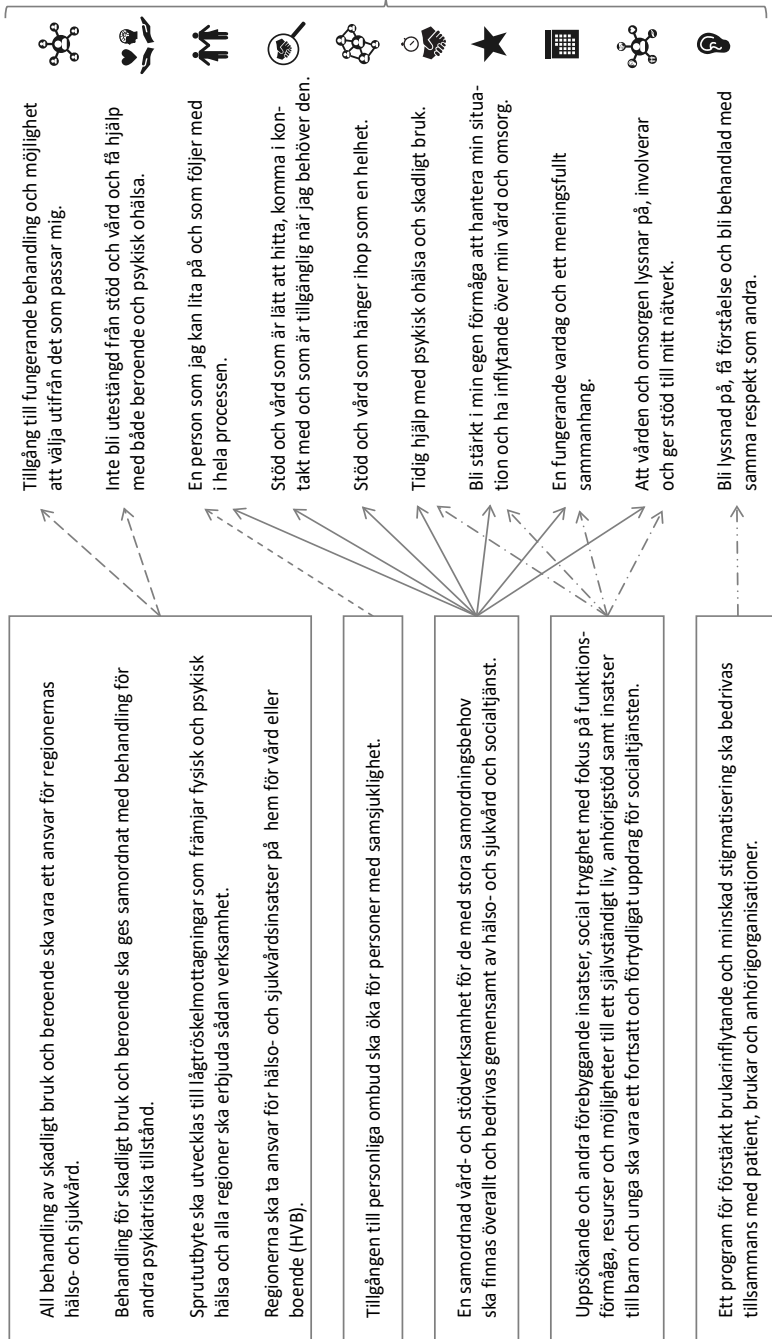 All behandling av skadligt bruk och beroende ska vara ett ansvar för regionernas
hälso- och sjukvård.
Behandling för skadligt bruk och beroende ska ges samordnat med behandling för
andra psykiatriska tillstånd.
Sprututbyte ska utvecklas till lågtröskelmottagningar som främjar fysisk och psykisk
hälsa och alla regioner ska erbjuda sådan verksamhet.
Regionerna ska ta ansvar för hälso- och sjukvårdsinsatser på hem för vård eller
boende (HVB).
Tillgången till personliga ombud ska öka för personer med samsjuklighet.
En samordnad vård- och stödverksamhet för de med stora samordningsbehov
ska finnas överallt och bedrivas gemensamt av hälso- och sjukvård och socialtjänst.
Uppsökande och andra förebyggande insatser, social trygghet med fokus på funktions-
förmåga, resurser och möjligheter till ett självständigt liv, anhörigstöd samt insatser
till barn och unga ska vara ett fortsatt och förtydligat uppdrag för socialtjänsten.
Ett program för förstärkt brukarinflytande och minskad stigmatisering ska bedrivas
tillsammans med patient, brukar och anhörigorganisationer.
Tillgång till fungerande behandling och möjlighet
att välja utifrån det som passar mig.
Inte bli utestängd från stöd och vård och få hjälp
med både beroende och psykisk ohälsa.
En person som jag kan lita på och som följer med
i hela processen.
Stöd och vård som är lätt att hitta, komma i kon-
takt med och som är tillgänglig när jag behöver den.
Stöd och vård som hänger ihop som en helhet.
Tidig hjälp med psykisk ohälsa och skadligt bruk.
Bli stärkt i min egen förmåga att hantera min situa-
tion och ha inflytande över min vård och omsorg.
En fungerande vardag och ett meningsfullt
sammanhang.
Att vården och omsorgen lyssnar på, involverar
och ger stöd till mitt nätverk.
Bli lyssnad på, få förståelse och bli behandlad med
samma respekt som andra.